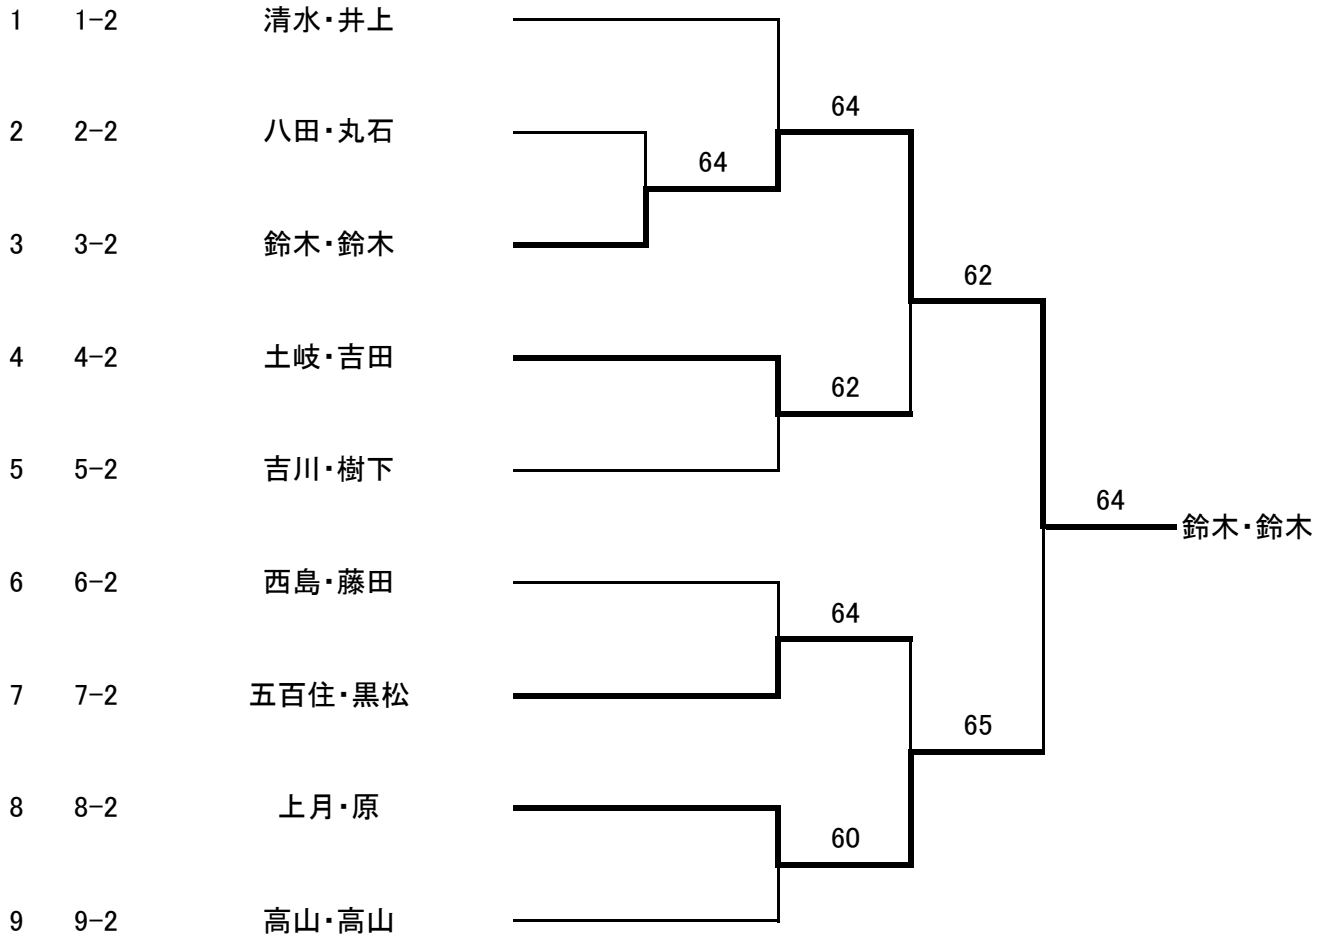 1 1-2 清水・井上
64
2 2-2 八田・丸石
64
3 3-2 鈴木・鈴木
62
4 4-2 土岐・吉田
62
5 5-2 吉川・樹下
64
鈴木・鈴木
6 6-2 西島・藤田
64
7 7-2 五百住・黒松
65
8 8-2 上月・原
60
9 9-2 高山・高山